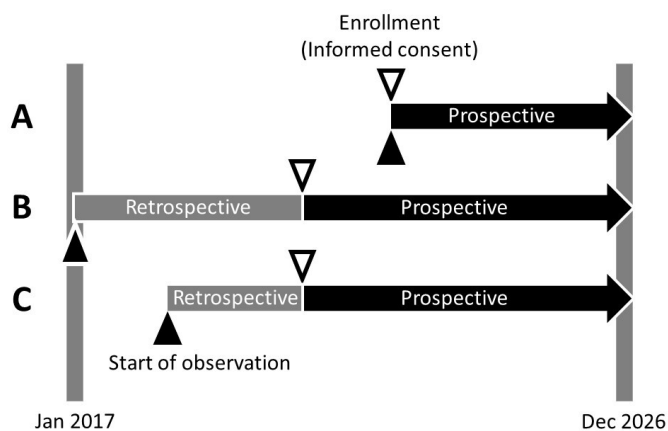 Enrollment
(Informed consent)
A
Prospective
B
Retrospective
Prospective
C
Retrospective
Prospective
Start of observation
Jan 2017
Dec 2026